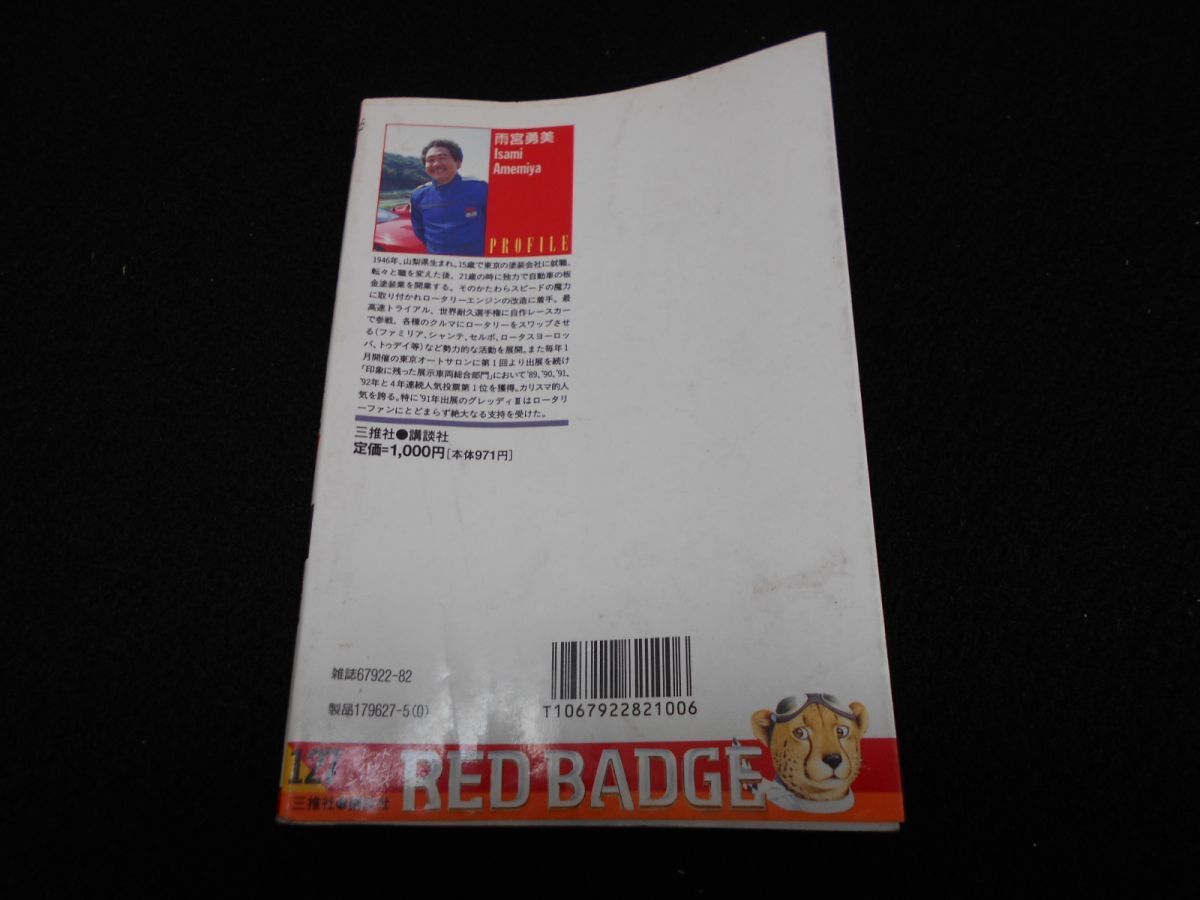 雨宮勇美
Isami
Amemiya
PROFILE
1946年、山梨県生まれ。15歳で東京の塗装会社に就職。
転々と職を変えた後、21歳の時に独力で自動車の板
金塗装業を開業する。そのかたわらスピードの魔力
に取り付かれロータリーエンジンの改造に着手。最
高速トライアル、世界耐久選手権に自作レースカー
で参戦、各種のクルマにロータリーをスワップさせ
る(ファミリア、シャンテ、セルボ、ロータスヨーロッ
パ、トゥデイ等)など勢力的な活動を展開。また毎年1
月開催の東京オートサロンに第1回より出展を続け
「印象に残った展示車両総合部門」において'89、'90、'91、
'92年と4年連続人気投票第1位を獲得。カリスマ的人
気を誇る。特に'91年出展のグレッディⅢはロータリ
ーファンにとどまらず絶大なる支持を受けた。
三推社●講談社
定価=1,000円[本体971円]
雑誌67922-82
製品179627-5(0)
T1067922821006
127
レッド
バッジ
シリーズ
三推社●講談社
RED BADGE